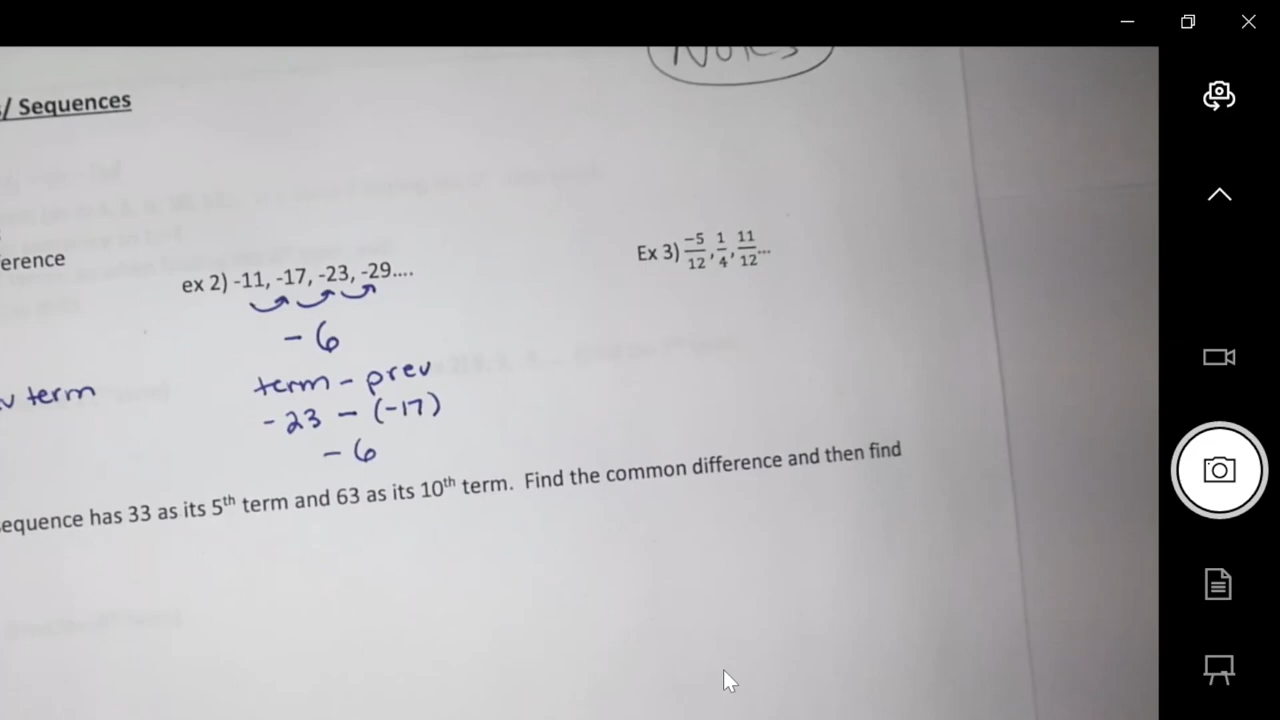 Notes
/ Sequences
erence
ex 2) -11, -17, -23, -29....
Ex 3) −5/12, 1/4, 11/12...
- 6
term - prev
term
-23 - (-17)
- 6
equence has 33 as its 5th term and 63 as its 10th term. Find the common difference and then find